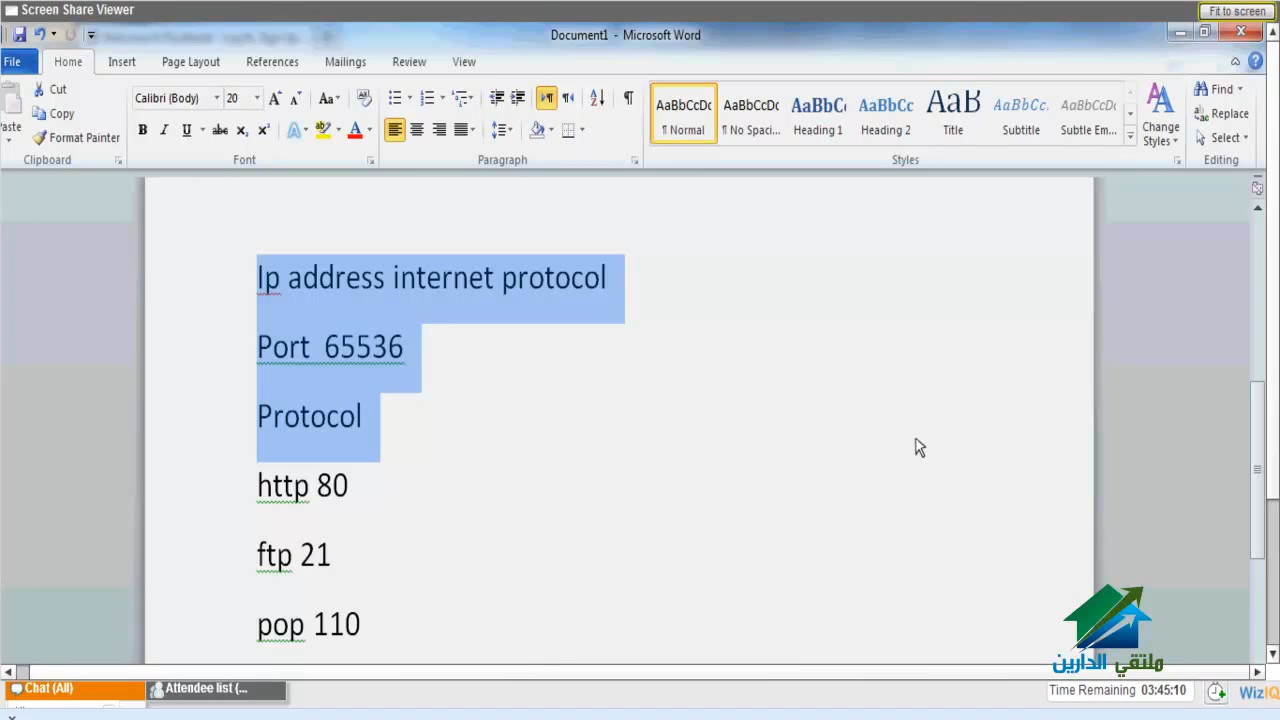 Screen Share Viewer
Fit to screen
Document1 - Microsoft Word
File Home Insert Page Layout References Mailings Review View
Cut
Copy
Format Painter
aste
Clipboard
Calibri (Body) 20
Font
Paragraph
AaBbCcDc AaBbCcDc AaBbC AaBbCc AaB AaBbCc. AaBbCcDc
¶ Normal ¶ No Spaci... Heading 1 Heading 2 Title Subtitle Subtle Em...
Styles
Change
Styles
Find
Replace
Select
Editing
Ip address internet protocol
Port 65536
Protocol
http 80
ftp 21
pop 110
ملتقي الدارين
Chat (All)
Attendee list (...
Time Remaining 03:45:10
WizIQ